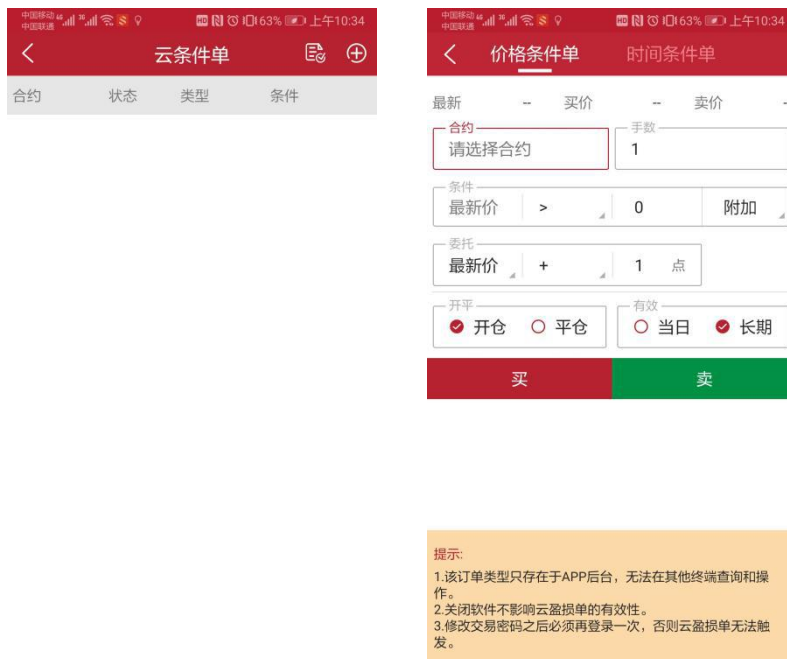 中国移动 46 36 HD 63% 上午10:34
中国联通
云条件单
合约 状态 类型 条件
中国移动 46 36 HD 63% 上午10:34
中国联通
价格条件单 时间条件单
最新 -- 买价 -- 卖价
合约 手数
请选择合约 1
条件
最新价 > 0 附加
委托
最新价 + 1 点
开平 有效
开仓 平仓 当日 长期
买 卖
提示:
1.该订单类型只存在于APP后台，无法在其他终端查询和操
作。
2.关闭软件不影响云盈损单的有效性。
3.修改交易密码之后必须再登录一次，否则云盈损单无法触
发。